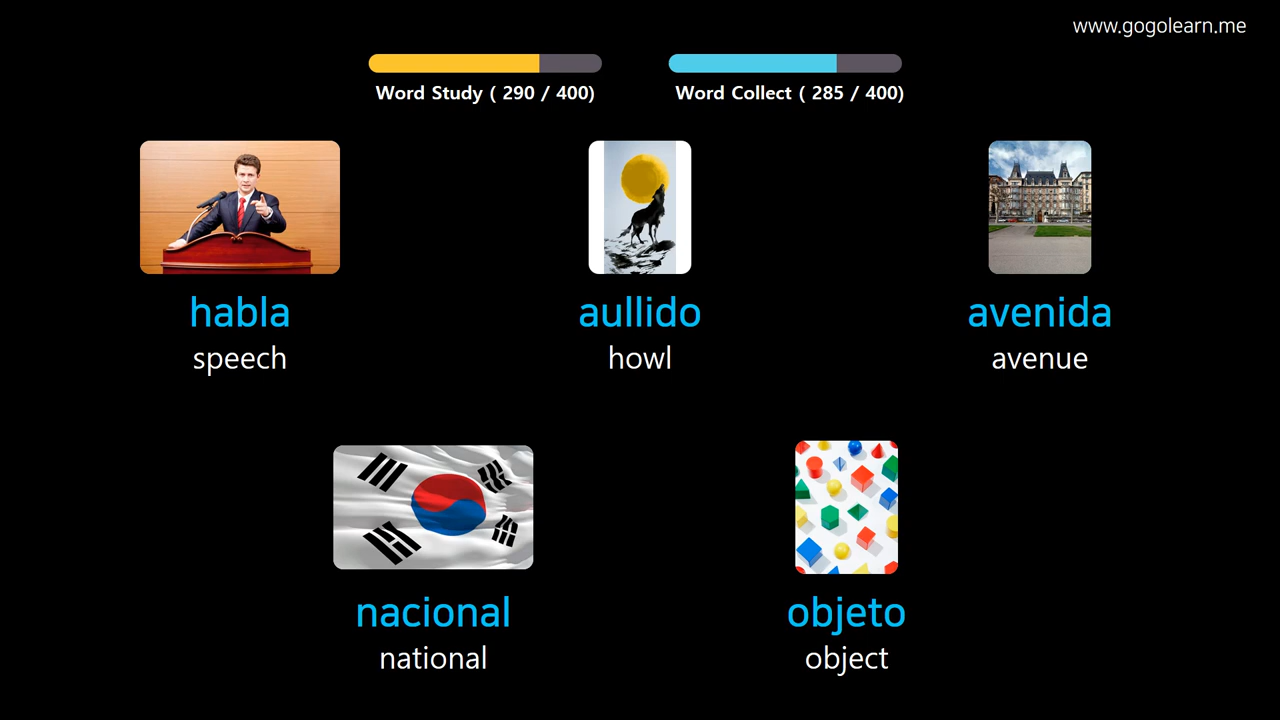 www.gogolearn.me
Word Study ( 290 / 400)
Word Collect ( 285 / 400)
habla
speech
aullido
howl
avenida
avenue
nacional
national
objeto
object